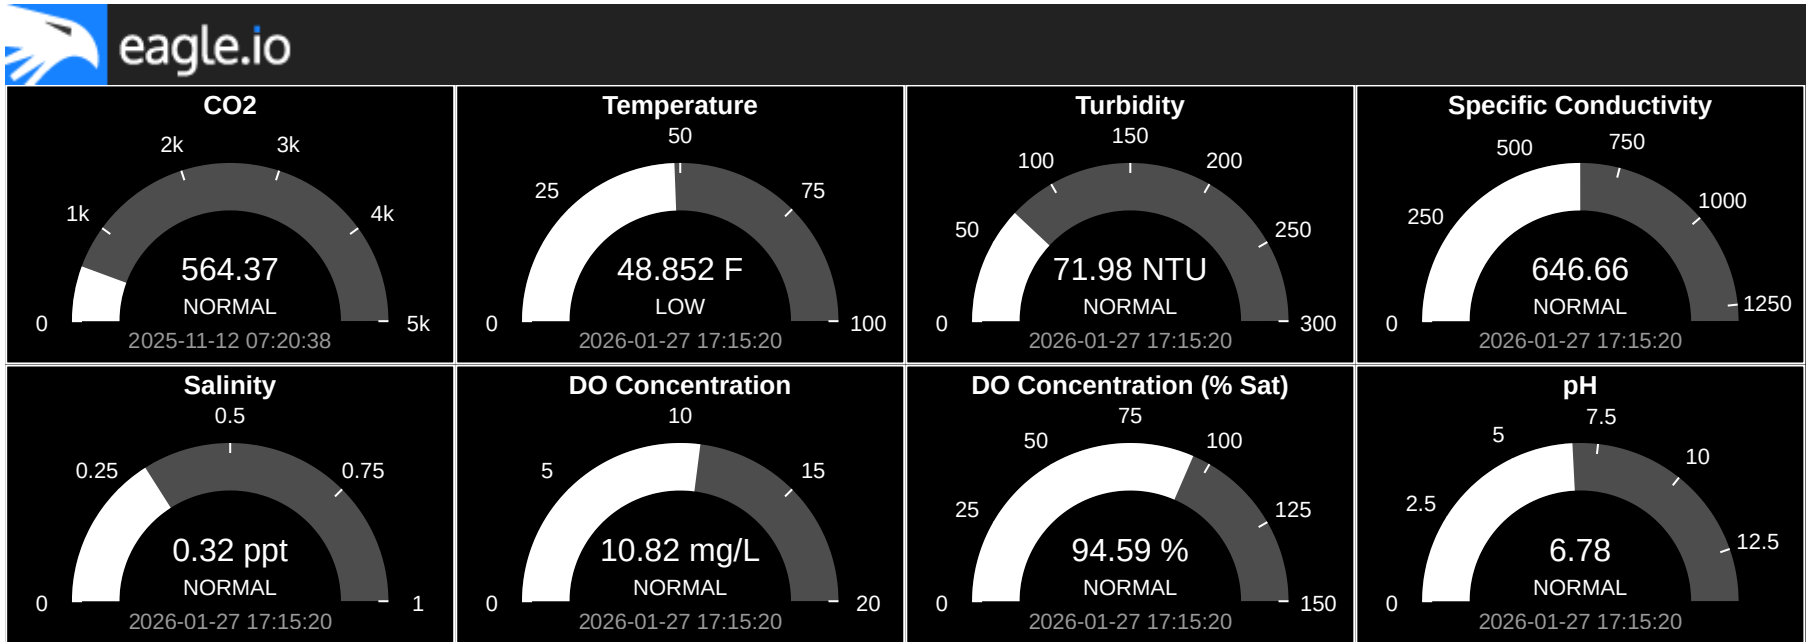 eagle.io
CO2
0
1k
2k
3k
4k
5k
564.37
NORMAL
2025-11-12 07:20:38
Temperature
0
25
50
75
100
48.852 F
LOW
2026-01-27 17:15:20
Turbidity
0
50
100
150
200
250
300
71.98 NTU
NORMAL
2026-01-27 17:15:20
Specific Conductivity
0
250
500
750
1000
1250
646.66
NORMAL
2026-01-27 17:15:20
Salinity
0
0.25
0.5
0.75
1
0.32 ppt
NORMAL
2026-01-27 17:15:20
DO Concentration
0
5
10
15
20
10.82 mg/L
NORMAL
2026-01-27 17:15:20
DO Concentration (% Sat)
0
25
50
75
100
125
150
94.59 %
NORMAL
2026-01-27 17:15:20
pH
0
2.5
5
7.5
10
12.5
6.78
NORMAL
2026-01-27 17:15:20